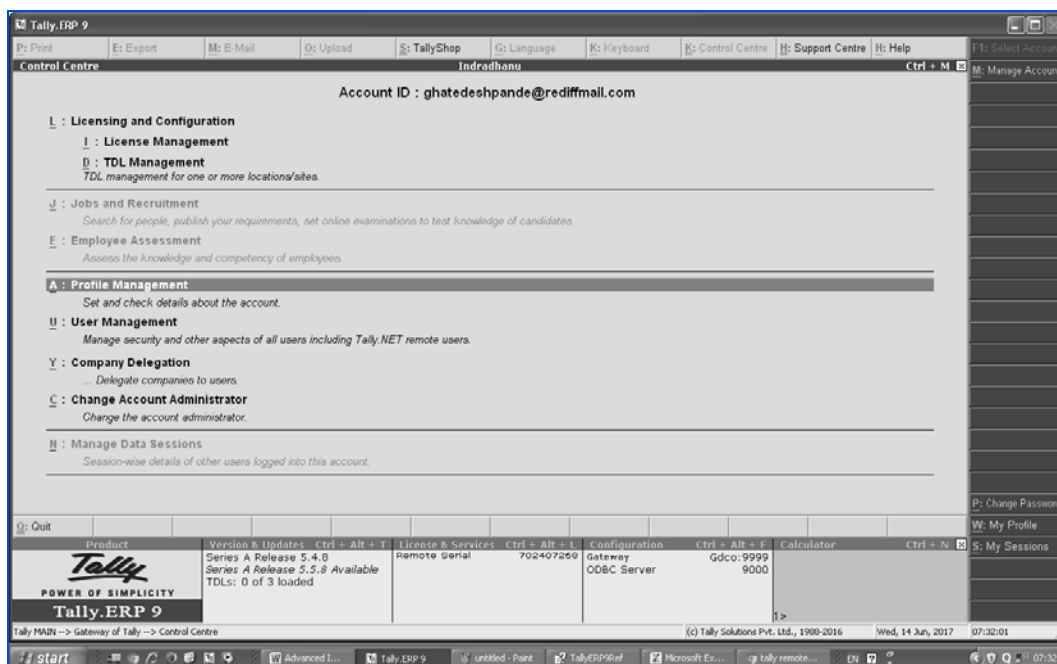 Tally.ERP 9
P: Print E: Export M: E-Mail O: Upload S: TallyShop G: Language K: Keyboard K: Control Centre H: Support Centre H: Help F1: Select Accoun
Control Centre Indradhanu Ctrl + M M: Manage Accoun
Account ID : ghatedeshpande@rediffmail.com
L : Licensing and Configuration
I : License Management
D : TDL Management
TDL management for one or more locations/sites.
J : Jobs and Recruitment
Search for people, publish your requirements, set online examinations to test knowledge of candidates.
E : Employee Assessment
Assess the knowledge and competency of employees.
A : Profile Management
Set and check details about the account.
U : User Management
Manage security and other aspects of all users including Tally.NET remote users.
Y : Company Delegation
... Delegate companies to users.
C : Change Account Administrator
Change the account administrator.
N : Manage Data Sessions
Session-wise details of other users logged into this account.
P: Change Passwor
Q: Quit W: My Profile
Product Version & Updates Ctrl + Alt + T License & Services Ctrl + Alt + L Configuration Ctrl + Alt + F Calculator Ctrl + N S: My Sessions
Series A Release 5.4.8 Remote Serial 702407268 Gateway Gdco:9999
Tally Series A Release 5.5.8 Available ODBC Server 9000
TDLs: 0 of 3 loaded
POWER OF SIMPLICITY
Tally.ERP 9 1>
Tally MAIN --> Gateway of Tally --> Control Centre (c) Tally Solutions Pvt. Ltd., 1988-2016 Wed, 14 Jun, 2017 07:32:01
start Advanced I... Tally.ERP 9 untitled - Paint TallyERP9Ref Microsoft Ex... tally remote... EN 07:3